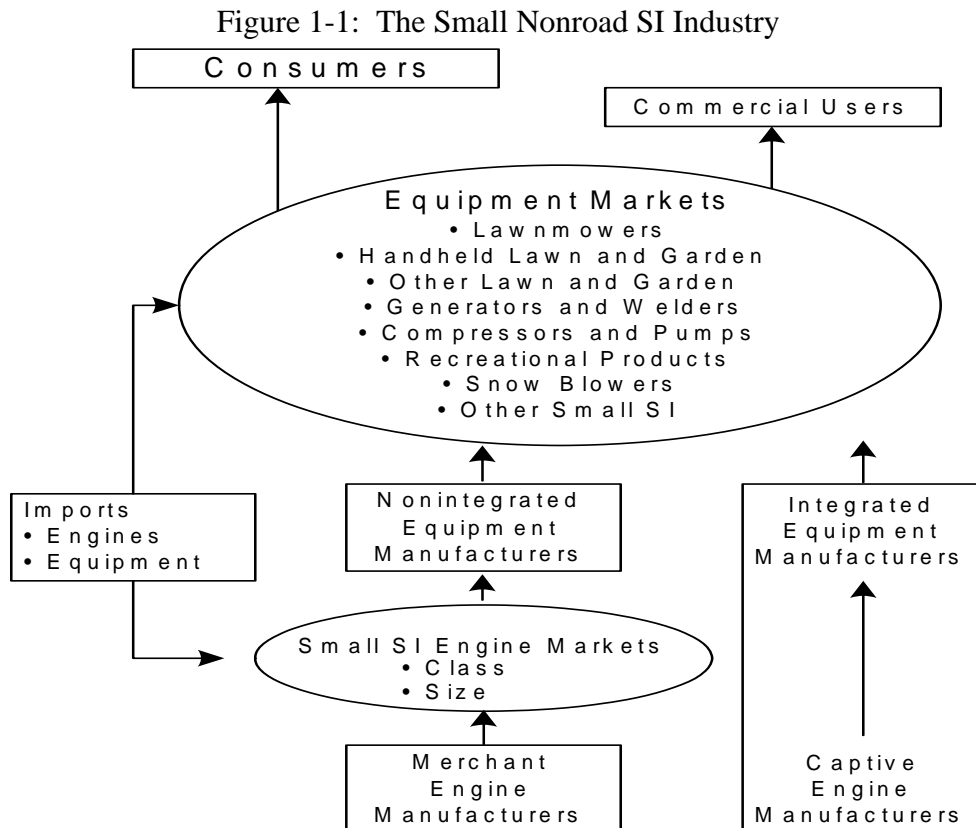 Figure 1-1: The Small Nonroad SI Industry
Consumers
Commercial Users
Equipment Markets
• Lawnmowers
• Handheld Lawn and Garden
• Other Lawn and Garden
• Generators and Welders
• Compressors and Pumps
• Recreational Products
• Snow Blowers
• Other Small SI
Imports
• Engines
• Equipment
Nonintegrated
Equipment
Manufacturers
Integrated
Equipment
Manufacturers
Small SI Engine Markets
• Class
• Size
Merchant
Engine
Manufacturers
Captive
Engine
Manufacturers